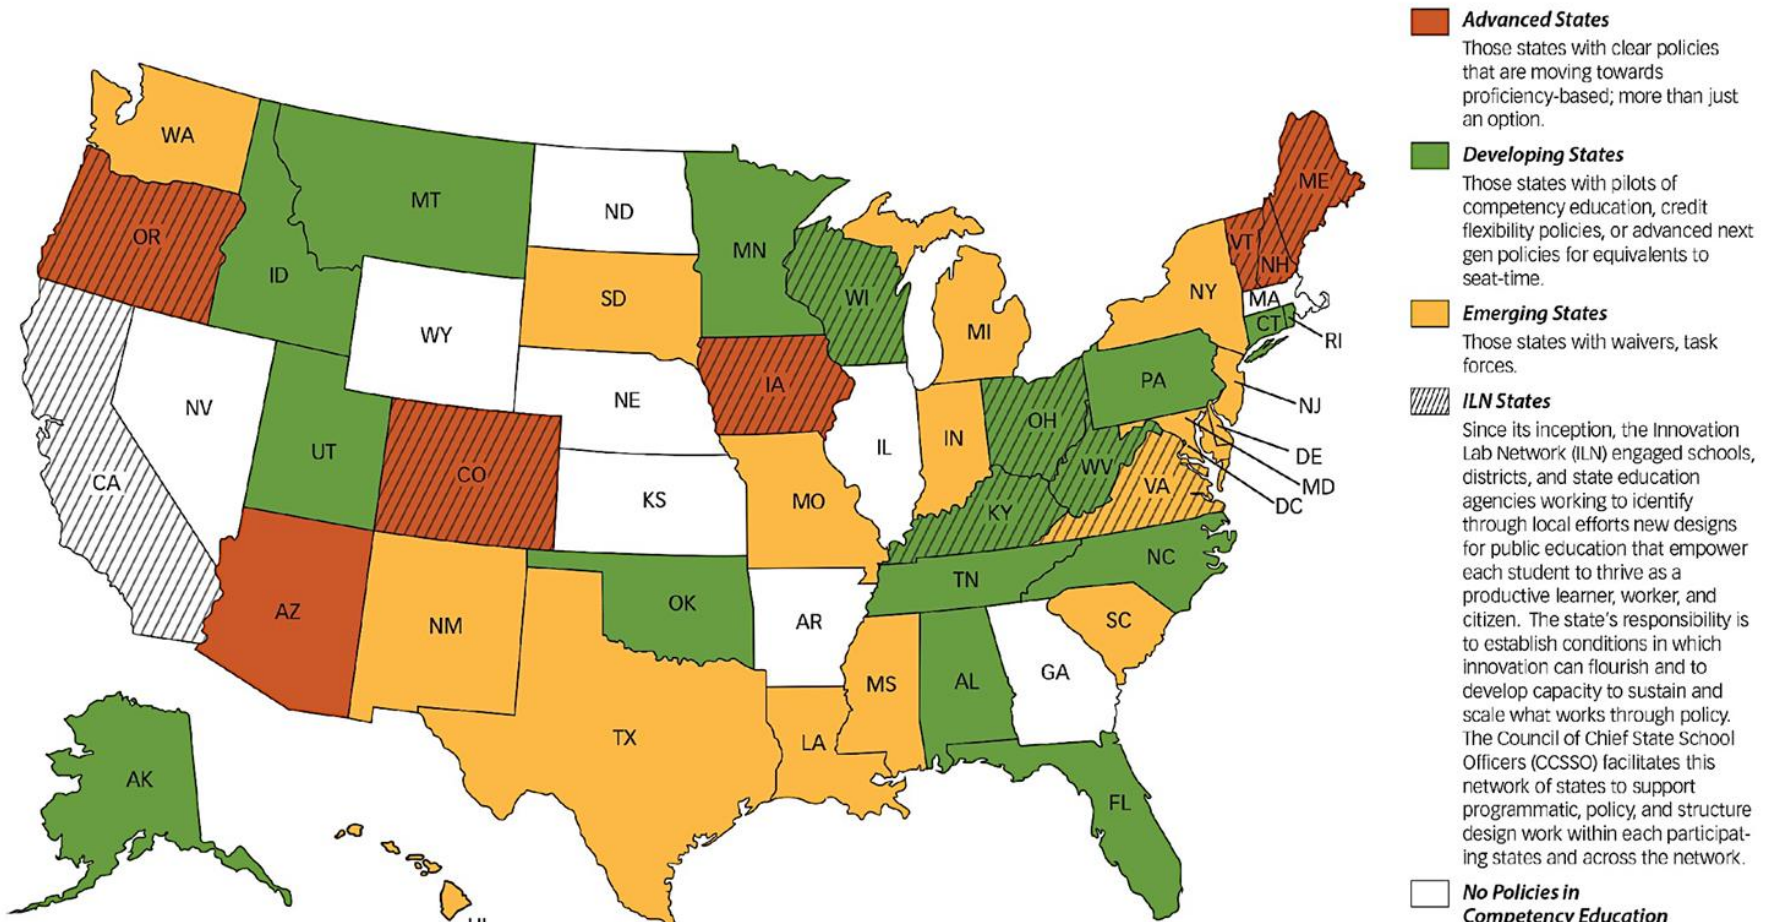 WA
MT
ND
OR
ID
MN
ME
VT
NH
WI
SD
MI
NY
MA
CT
RI
WY
IA
PA
NV
NE
NJ
UT
CO
IL
IN
OH
WV
DE
CA
KS
MO
KY
VA
MD
DC
AZ
NM
OK
TN
NC
AR
SC
MS
AL
GA
TX
LA
AK
FL
Advanced States
Those states with clear policies
that are moving towards
proficiency-based; more than just
an option.
Developing States
Those states with pilots of
competency education, credit
flexibility policies, or advanced next
gen policies for equivalents to
seat-time.
Emerging States
Those states with waivers, task
forces.
ILN States
Since its inception, the Innovation
Lab Network (ILN) engaged schools,
districts, and state education
agencies working to identify
through local efforts new designs
for public education that empower
each student to thrive as a
productive learner, worker, and
citizen. The state's responsibility is
to establish conditions in which
innovation can flourish and to
develop capacity to sustain and
scale what works through policy.
The Council of Chief State School
Officers (CCSSO) facilitates this
network of states to support
programmatic, policy, and structure
design work within each participat-
ing states and across the network.
No Policies in
Competency Education